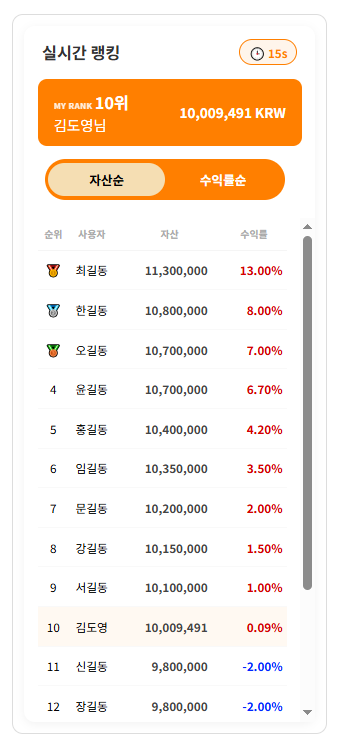 실시간 랭킹
15s
MY RANK 10위
김도영님
10,009,491 KRW
자산순 수익률순
순위 사용자 자산 수익률
최길동 11,300,000 13.00%
한길동 10,800,000 8.00%
오길동 10,700,000 7.00%
4 윤길동 10,700,000 6.70%
5 홍길동 10,400,000 4.20%
6 임길동 10,350,000 3.50%
7 문길동 10,200,000 2.00%
8 강길동 10,150,000 1.50%
9 서길동 10,100,000 1.00%
10 김도영 10,009,491 0.09%
11 신길동 9,800,000 -2.00%
12 장길동 9,800,000 -2.00%